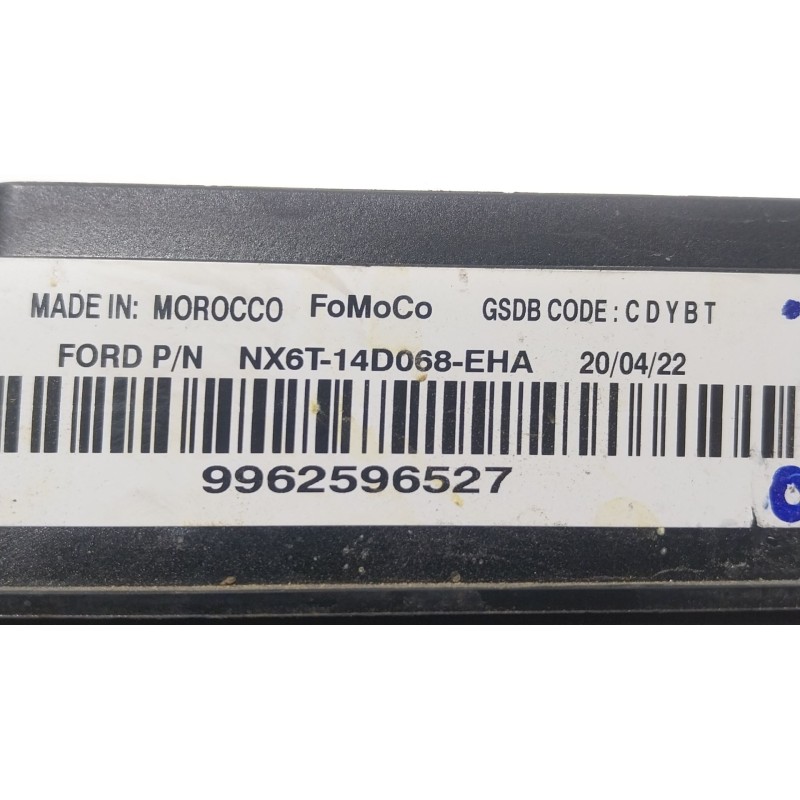 MADE IN: MOROCCO FoMoCo GSDB CODE : C D Y B T
FORD P/N NX6T-14D068-EHA 20/04/22
9962596527